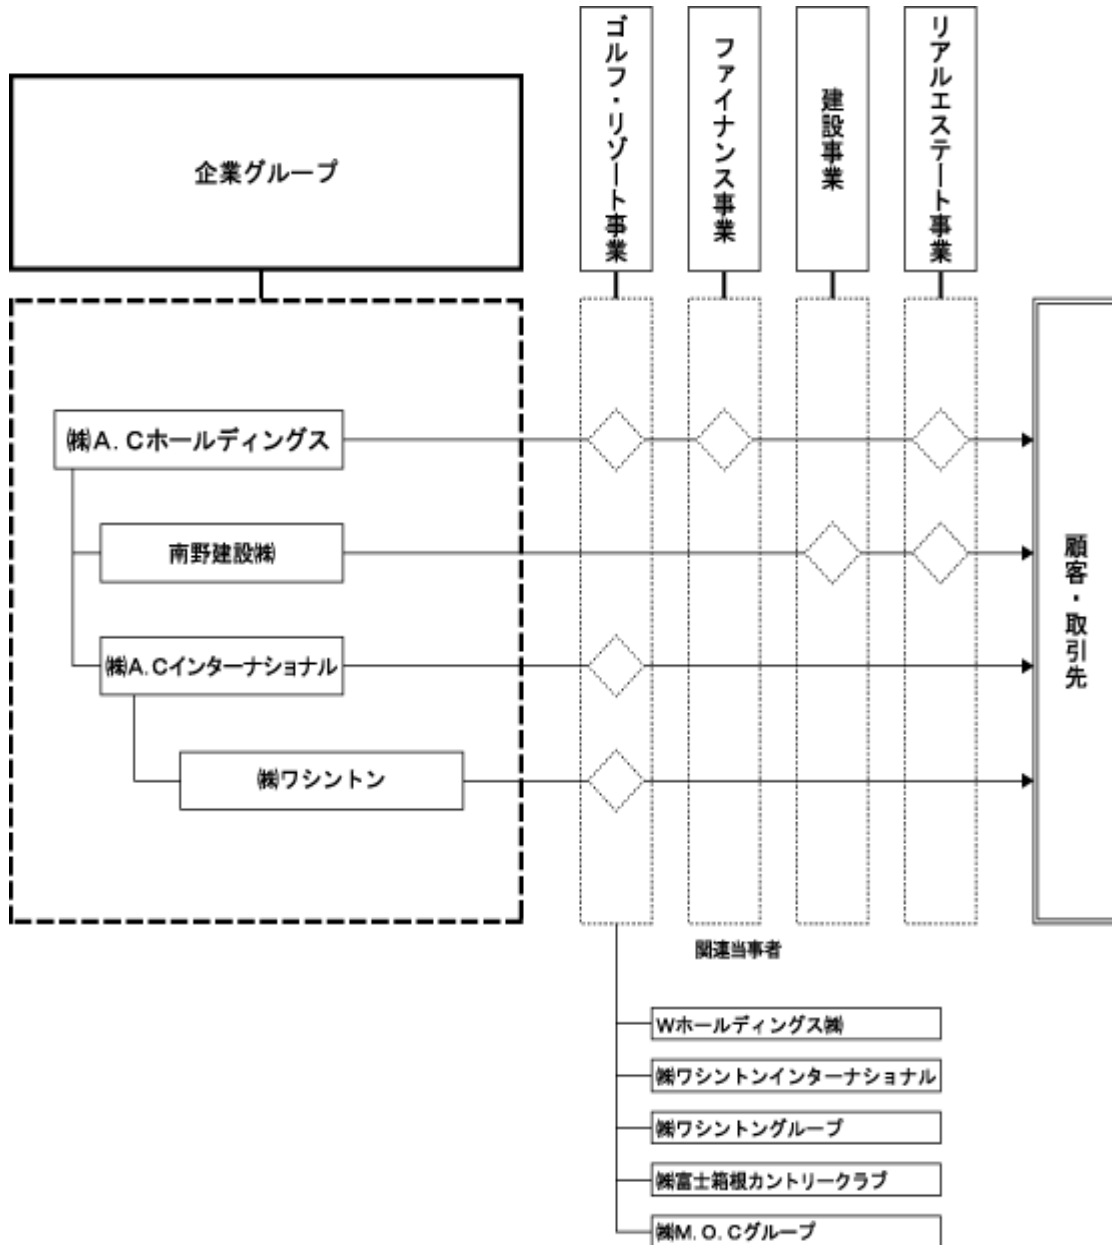 企業グループ
ゴルフ・リゾート事業
ファイナンス事業
建設事業
リアルエステート事業
㈱A.Cホールディングス
南野建設㈱
㈱A.Cインターナショナル
㈱ワシントン
顧客・取引先
関連当事者
Wホールディングス㈱
㈱ワシントンインターナショナル
㈱ワシントングループ
㈱富士箱根カントリークラブ
㈱M.O.Cグループ